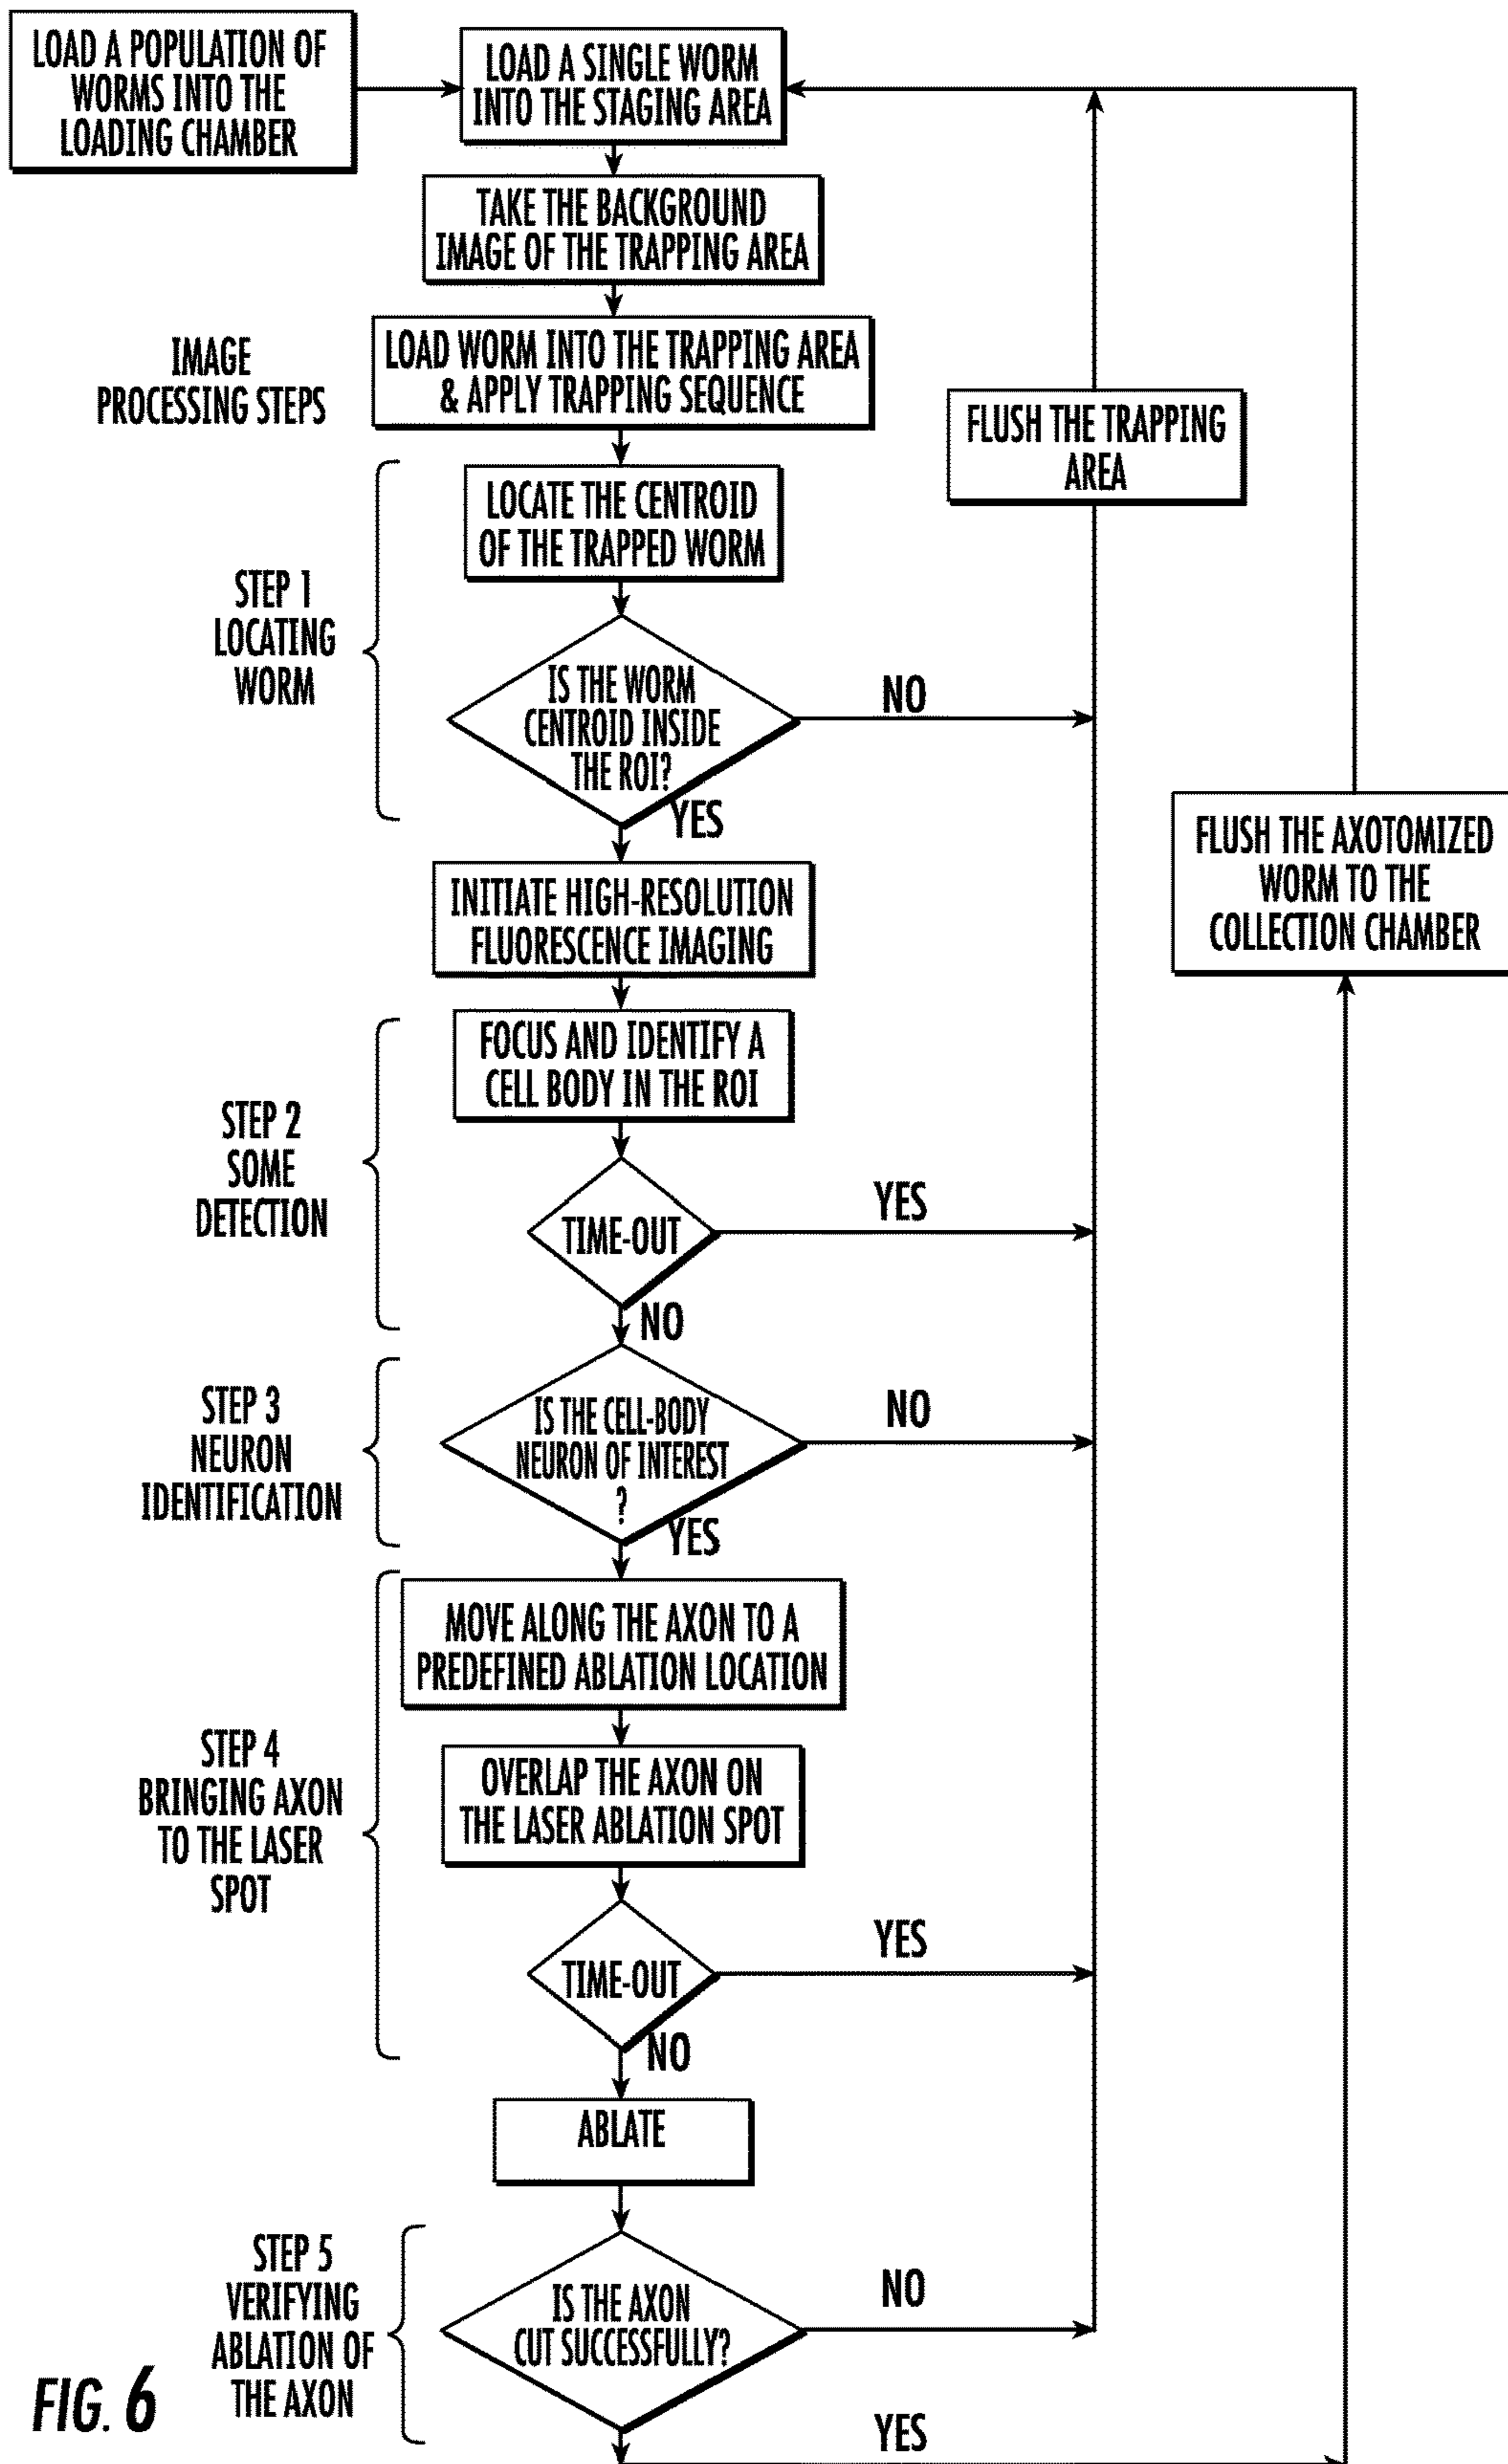 LOAD A POPULATION OF
WORMS INTO THE
LOADING CHAMBER
LOAD A SINGLE WORM
INTO THE STAGING AREA
TAKE THE BACKGROUND
IMAGE OF THE TRAPPING AREA
IMAGE
PROCESSING STEPS
LOAD WORM INTO THE TRAPPING AREA
& APPLY TRAPPING SEQUENCE
FLUSH THE TRAPPING
AREA
STEP 1
LOCATING
WORM
LOCATE THE CENTROID
OF THE TRAPPED WORM
IS THE WORM
CENTROID INSIDE
THE ROI?
NO
YES
FLUSH THE AXOTOMIZED
WORM TO THE
COLLECTION CHAMBER
INITIATE HIGH-RESOLUTION
FLUORESCENCE IMAGING
STEP 2
SOME
DETECTION
FOCUS AND IDENTIFY A
CELL BODY IN THE ROI
TIME-OUT
YES
NO
STEP 3
NEURON
IDENTIFICATION
IS THE CELL-BODY
NEURON OF INTEREST
?
NO
YES
STEP 4
BRINGING AXON
TO THE LASER
SPOT
MOVE ALONG THE AXON TO A
PREDEFINED ABLATION LOCATION
OVERLAP THE AXON ON
THE LASER ABLATION SPOT
TIME-OUT
YES
NO
ABLATE
STEP 5
VERIFYING
ABLATION OF
THE AXON
IS THE AXON
CUT SUCCESSFULLY?
NO
YES
FIG. 6